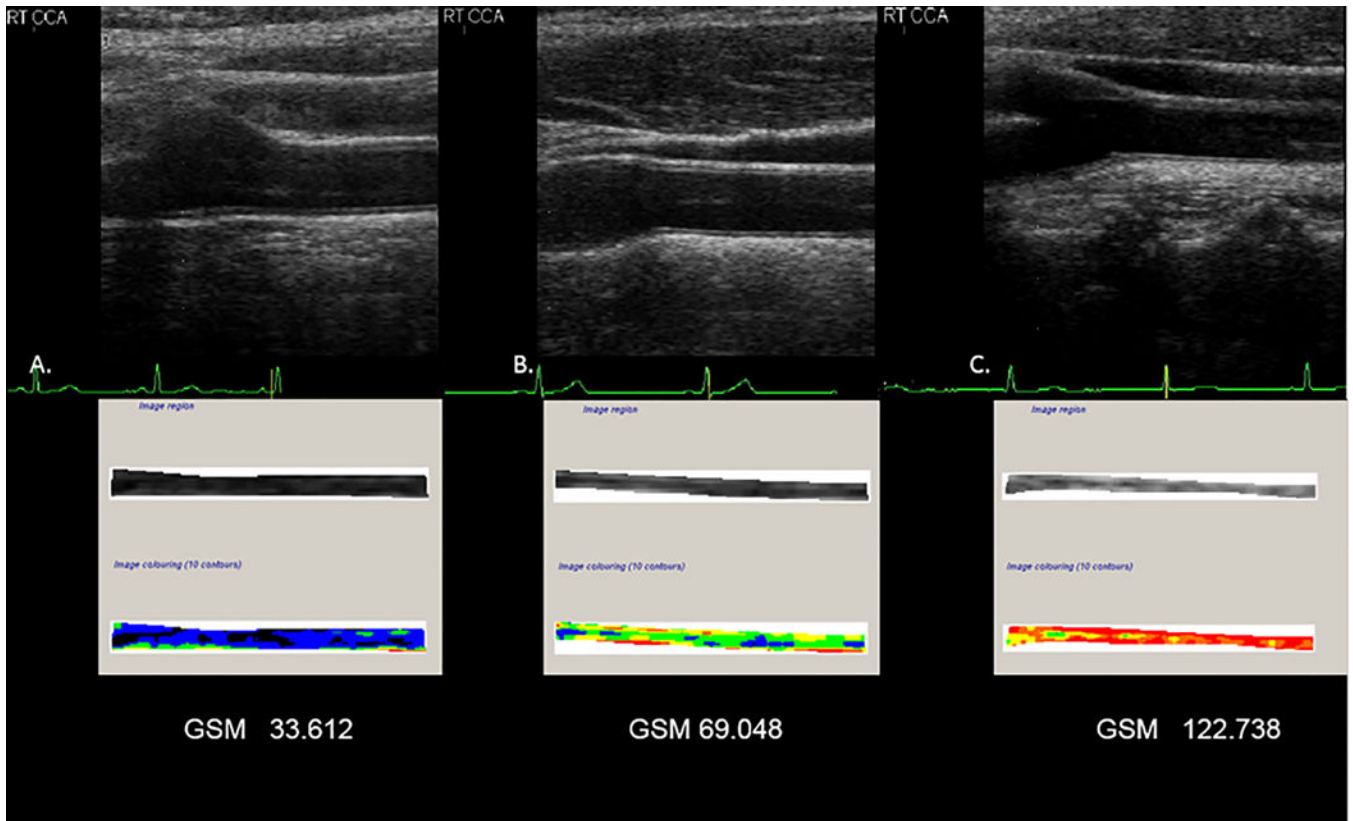 RT CCA
RT CCA
RT CCA
A.
B.
C.
Image region
Image region
Image region
Image colouring (10 contours)
Image colouring (10 contours)
Image colouring (10 contours)
GSM 33.612
GSM 69.048
GSM 122.738